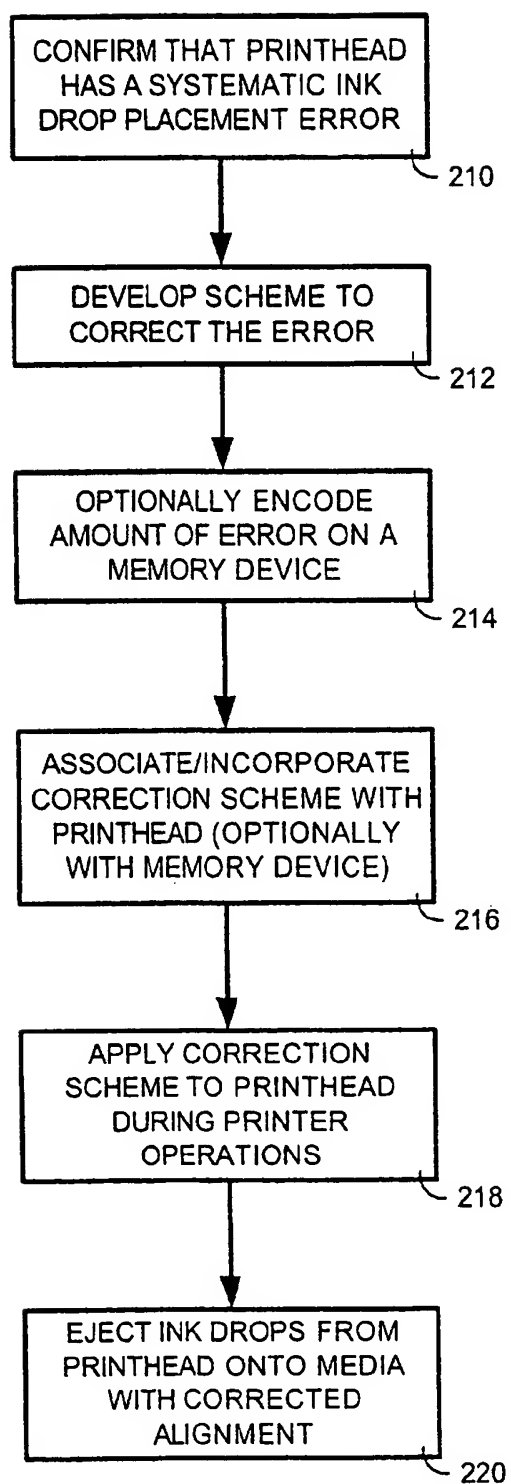 CONFIRM THAT PRINTHEAD
HAS A SYSTEMATIC INK
DROP PLACEMENT ERROR
210
DEVELOP SCHEME TO
CORRECT THE ERROR
212
OPTIONALLY ENCODE
AMOUNT OF ERROR ON A
MEMORY DEVICE
214
ASSOCIATE/INCORPORATE
CORRECTION SCHEME WITH
PRINTHEAD (OPTIONALLY
WITH MEMORY DEVICE)
216
APPLY CORRECTION
SCHEME TO PRINTHEAD
DURING PRINTER
OPERATIONS
218
EJECT INK DROPS FROM
PRINTHEAD ONTO MEDIA
WITH CORRECTED
ALIGNMENT
220